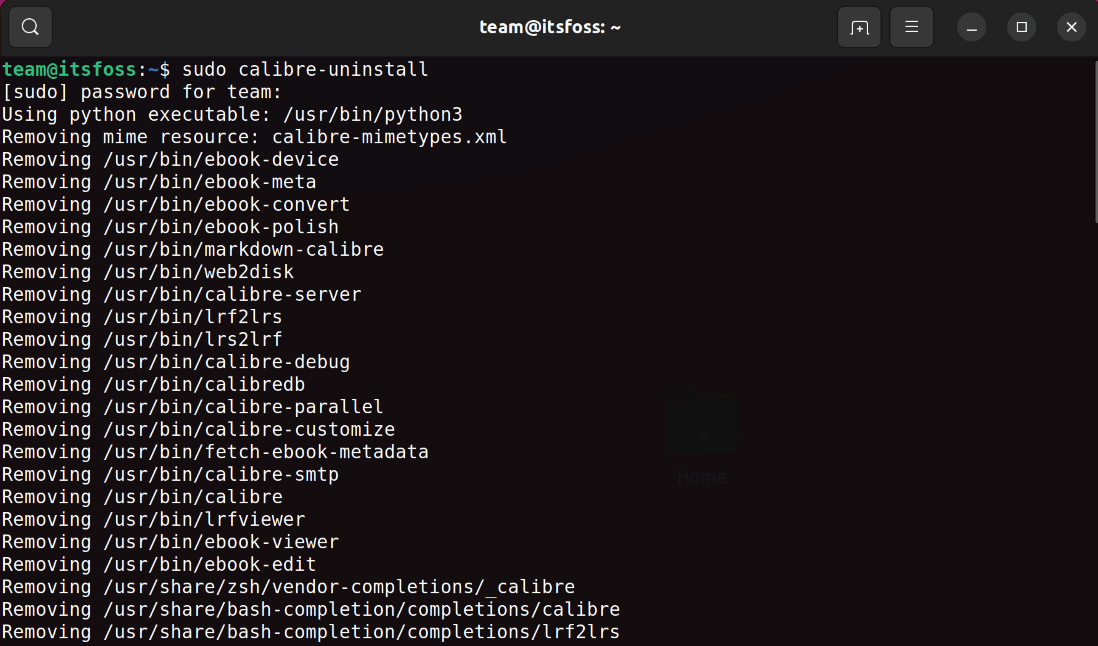 team@itsfoss: ~
team@itsfoss:~$ sudo calibre-uninstall
[sudo] password for team:
Using python executable: /usr/bin/python3
Removing mime resource: calibre-mimetypes.xml
Removing /usr/bin/ebook-device
Removing /usr/bin/ebook-meta
Removing /usr/bin/ebook-convert
Removing /usr/bin/ebook-polish
Removing /usr/bin/markdown-calibre
Removing /usr/bin/web2disk
Removing /usr/bin/calibre-server
Removing /usr/bin/lrf2lrs
Removing /usr/bin/lrs2lrf
Removing /usr/bin/calibre-debug
Removing /usr/bin/calibredb
Removing /usr/bin/calibre-parallel
Removing /usr/bin/calibre-customize
Removing /usr/bin/fetch-ebook-metadata
Removing /usr/bin/calibre-smtp
Home
Removing /usr/bin/calibre
Removing /usr/bin/lrfviewer
Removing /usr/bin/ebook-viewer
Removing /usr/bin/ebook-edit
Removing /usr/share/zsh/vendor-completions/_calibre
Removing /usr/share/bash-completion/completions/calibre
Removing /usr/share/bash-completion/completions/lrf2lrs